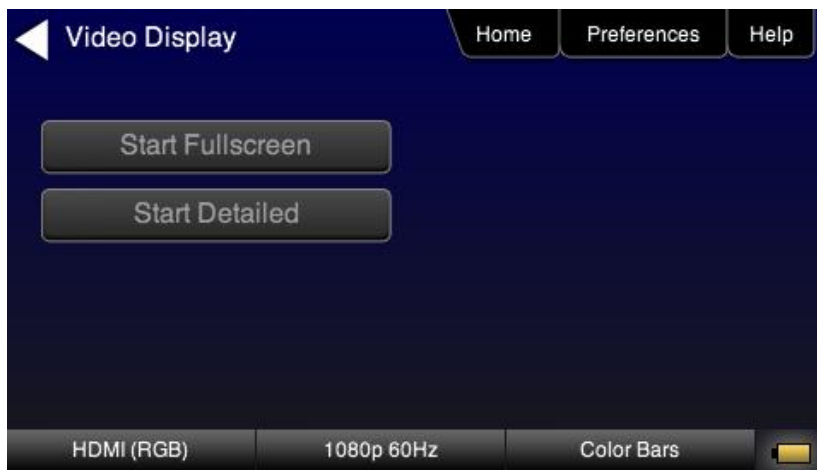 Video Display
Home
Preferences
Help
Start Fullscreen
Start Detailed
HDMI (RGB)
1080p 60Hz
Color Bars